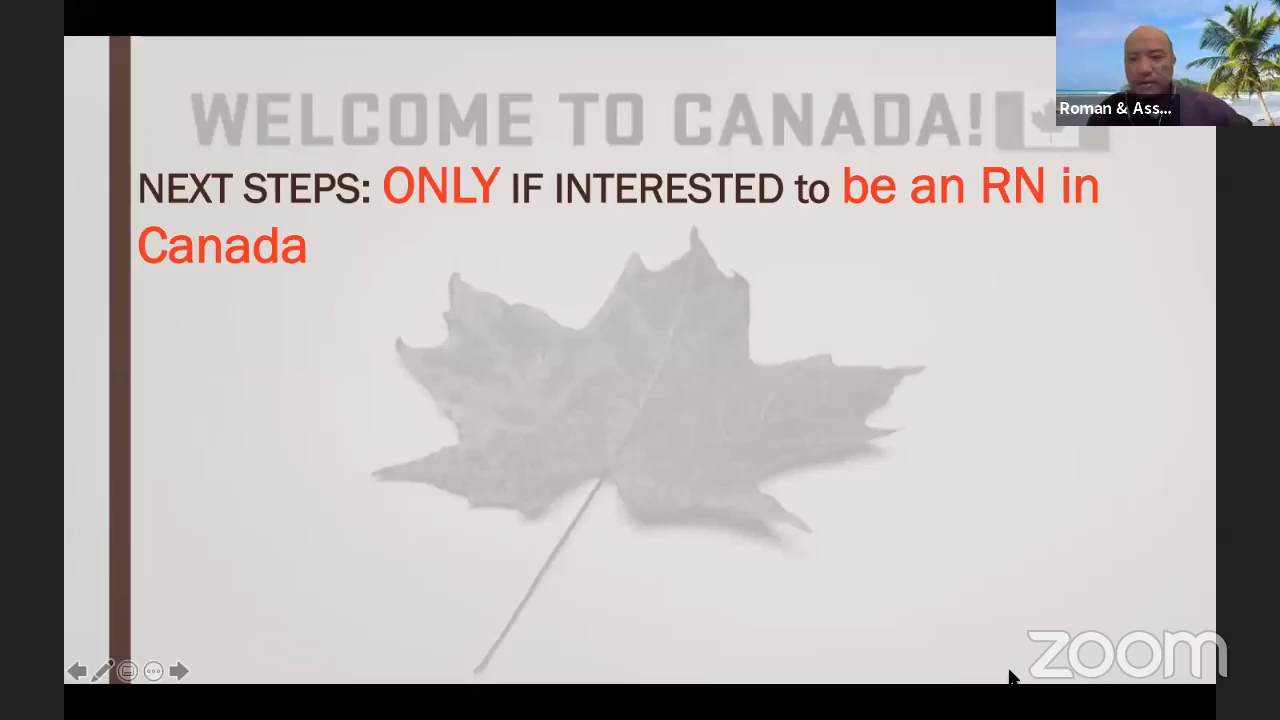 WELCOME TO CANADA!
Roman & Ass...
NEXT STEPS: ONLY IF INTERESTED to be an RN in
Canada
zoom